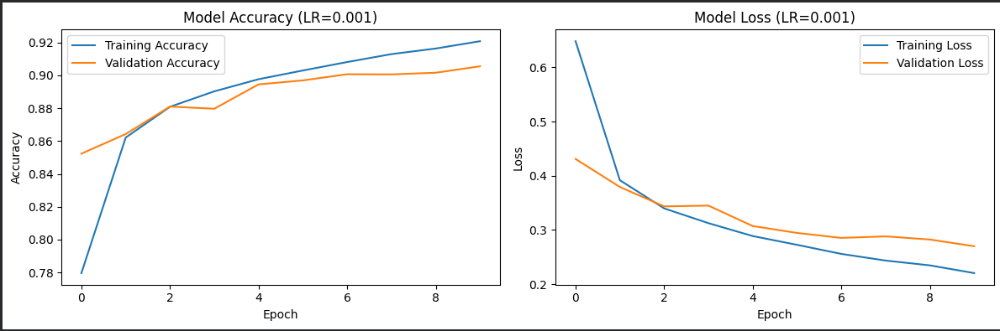 Model Accuracy (LR=0.001)
Training Accuracy
Validation Accuracy
Accuracy
0.92
0.90
0.88
0.86
0.84
0.82
0.80
0.78
0 2 4 6 8
Epoch
Model Loss (LR=0.001)
Training Loss
Validation Loss
Loss
0.6
0.5
0.4
0.3
0.2
0 2 4 6 8
Epoch